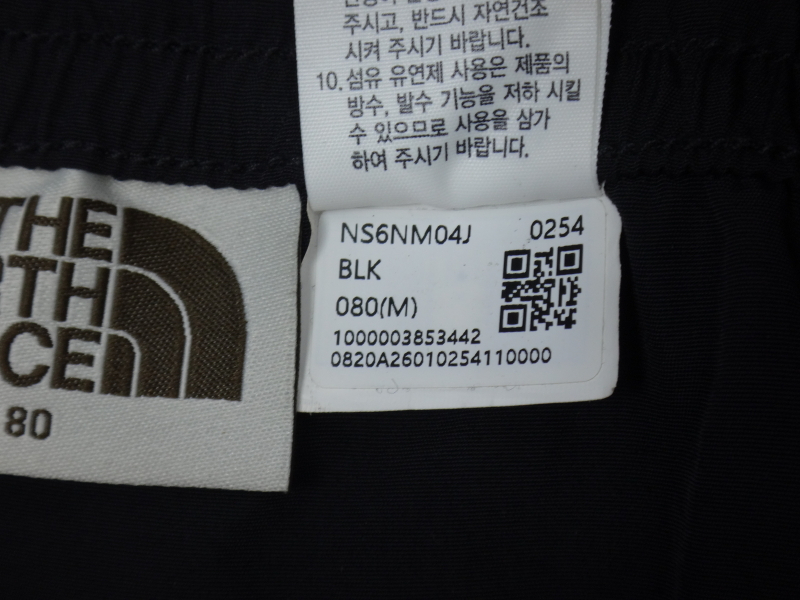 주시고, 반드시 자연건조
시켜 주시기 바랍니다.
10. 섬유 유연제 사용은 제품의
방수, 발수 기능을 저하 시킬
수 있으므로 사용을 삼가
하여 주시기 바랍니다.
THE
RTH
ACE
80
NS6NM04J 0254
BLK
080(M)
1000003853442
0820A26010254110000